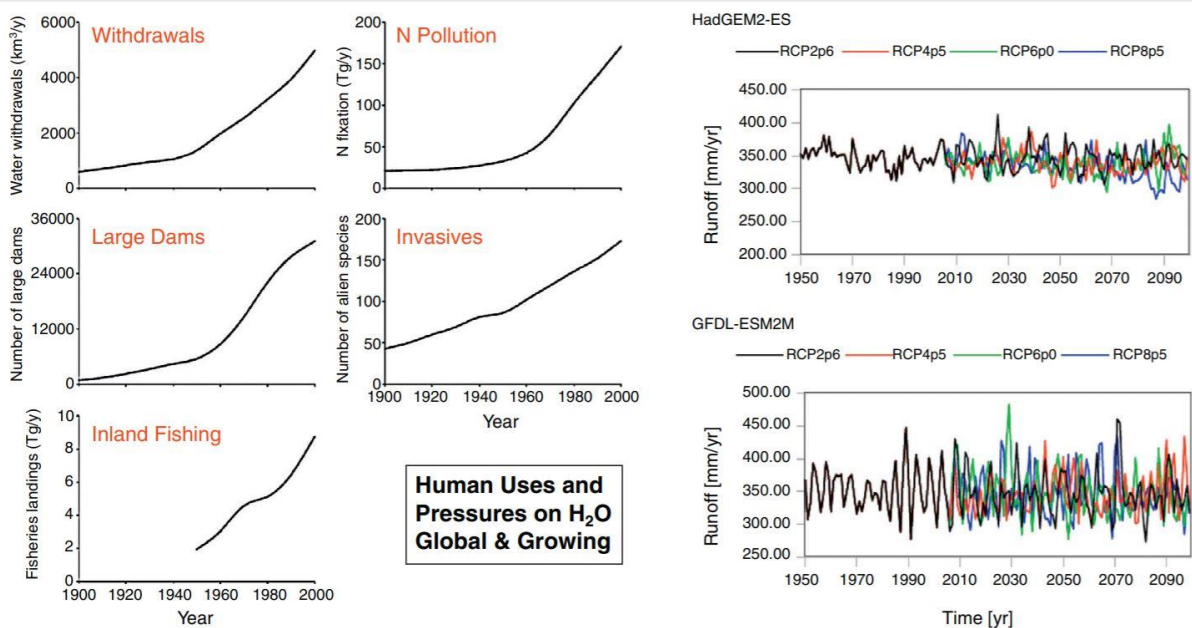 Withdrawals
Water withdrawals (km³/y)
6000
4000
2000
0
N Pollution
N fixation (Tg/y)
200
150
100
50
0
Large Dams
Number of large dams
36000
24000
12000
0
Invasives
Number of alien species
200
150
100
50
0
1900 1920 1940 1960 1980 2000
Year
Inland Fishing
Fisheries landings (Tg/y)
10
8
6
4
2
0
1900 1920 1940 1960 1980 2000
Year
Human Uses and
Pressures on H₂O
Global & Growing
HadGEM2-ES
RCP2p6 RCP4p5 RCP6p0 RCP8p5
Runoff [mm/yr]
450.00
400.00
350.00
300.00
250.00
200.00
1950 1970 1990 2010 2030 2050 2070 2090
GFDL-ESM2M
RCP2p6 RCP4p5 RCP6p0 RCP8p5
Runoff [mm/yr]
500.00
450.00
400.00
350.00
300.00
250.00
1950 1970 1990 2010 2030 2050 2070 2090
Time [yr]